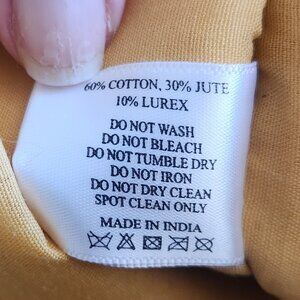 60% COTTON, 30% JUTE
10% LUREX
DO NOT WASH
DO NOT BLEACH
DO NOT TUMBLE DRY
DO NOT IRON
DO NOT DRY CLEAN
SPOT CLEAN ONLY
MADE IN INDIA